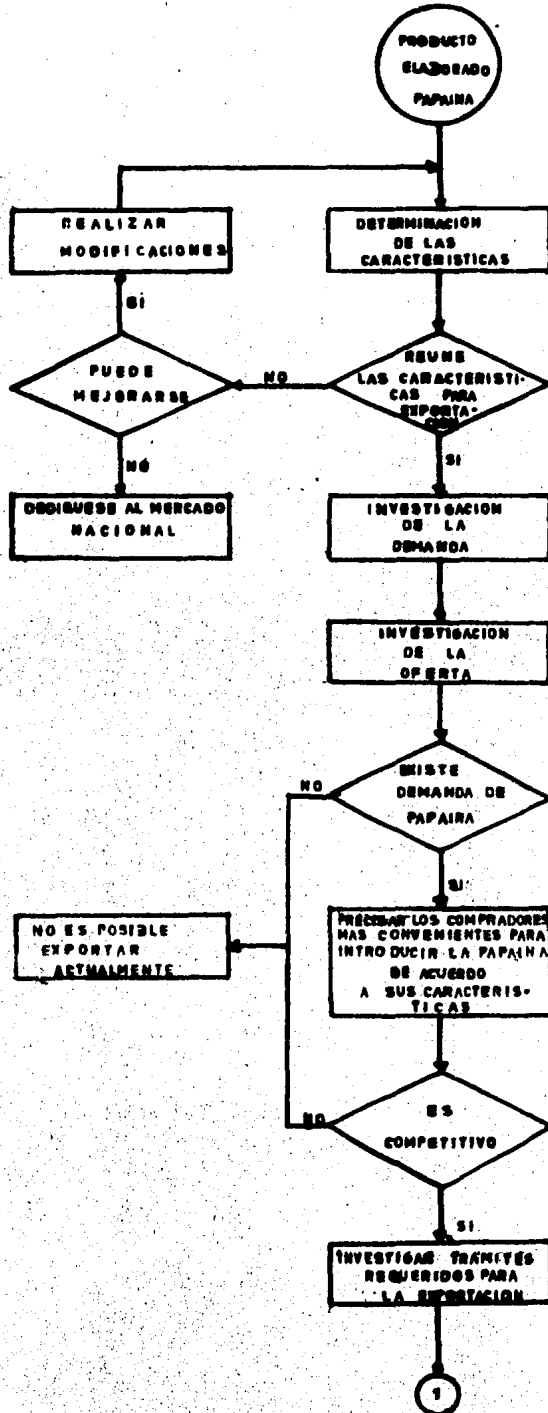 PRODUCTO
ELABORADO
PAPAINA
REALIZAR
MODIFICACIONES
DETERMINACION
DE LAS
CARACTERISTICAS
SI
PUEDE
MEJORARSE
NO
REUNE
LAS CARACTERISTI-
CAS PARA
EXPORTA-
CION
NO
SI
DEDIQUESE AL MERCADO
NACIONAL
INVESTIGACION
DE LA
DEMANDA
INVESTIGACION
DE LA
OFERTA
NO
EXISTE
DEMANDA DE
PAPAINA
SI
NO ES POSIBLE
EXPORTAR
ACTUALMENTE
PRECISAR LOS COMPRADORES
MAS CONVENIENTES PARA
INTRODUCIR LA PAPAINA
DE ACUERDO
A SUS CARACTERIS-
TICAS
NO
ES
COMPETITIVO
SI
INVESTIGAR TRAMITES
REQUERIDOS PARA
LA EXPORTACION
1